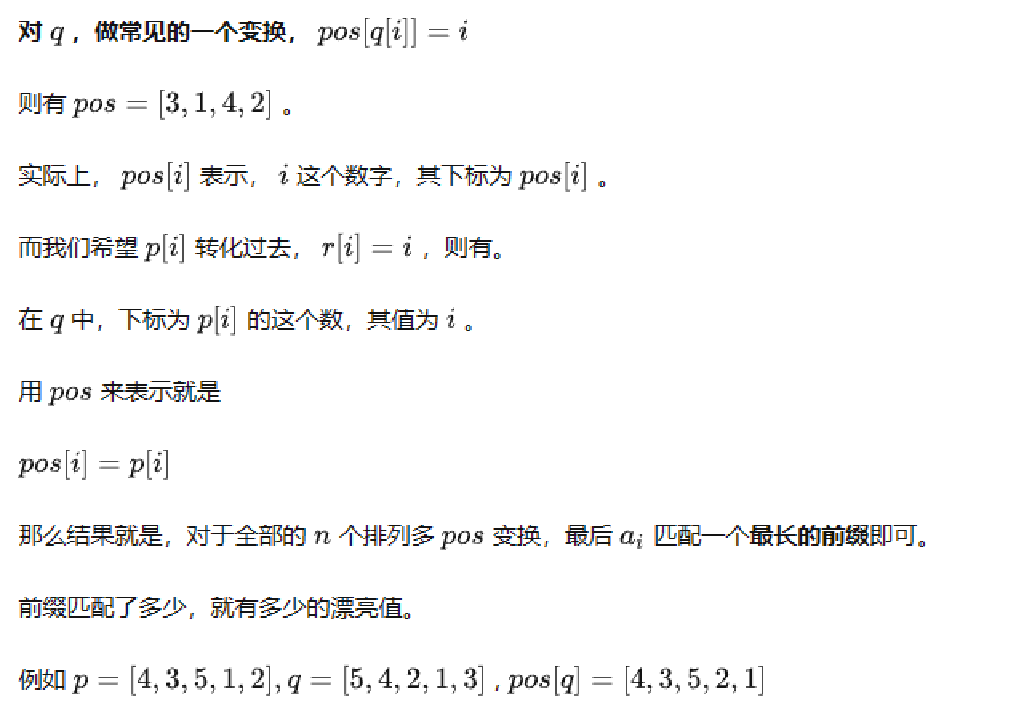 对 q ，做常见的一个变换， pos[q[i]] = i
则有 pos = [3, 1, 4, 2] 。
实际上， pos[i] 表示， i 这个数字，其下标为 pos[i] 。
而我们希望 p[i] 转化过去， r[i] = i ，则有。
在 q 中，下标为 p[i] 的这个数，其值为 i 。
用 pos 来表示就是
pos[i] = p[i]
那么结果就是，对于全部的 n 个排列多 pos 变换，最后 aᵢ 匹配一个最长的前缀即可。
前缀匹配了多少，就有多少的漂亮值。
例如 p = [4, 3, 5, 1, 2], q = [5, 4, 2, 1, 3] , pos[q] = [4, 3, 5, 2, 1]